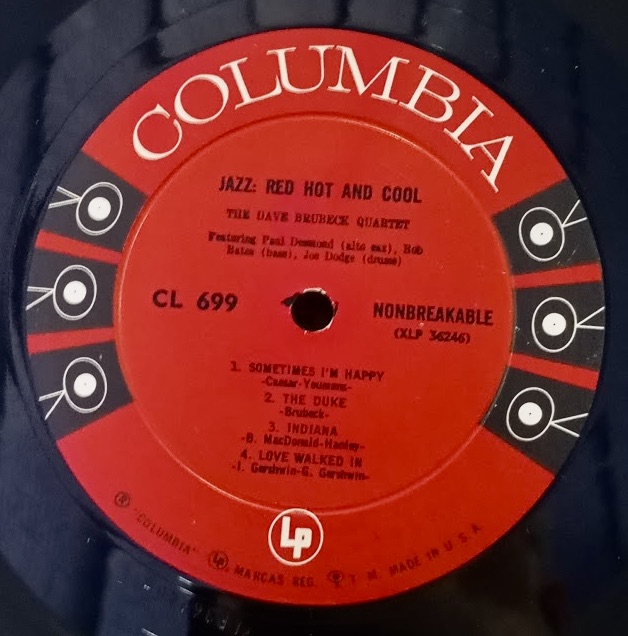 COLUMBIA
JAZZ: RED HOT AND COOL
THE DAVE BRUBECK QUARTET
Featuring Paul Desmond (alto sax), Bob
Bates (bass), Joe Dodge (drums)
CL 699
NONBREAKABLE
(XLP 36246)
1. SOMETIMES I'M HAPPY
-Caesar-Youmans-
2. THE DUKE
-Brubeck-
3. INDIANA
-B. MacDonald-Hanley-
4. LOVE WALKED IN
-I. Gershwin-G. Gershwin-
Lp
® "COLUMBIA" MARCAS REG. T. M. MADE IN U.S.A.